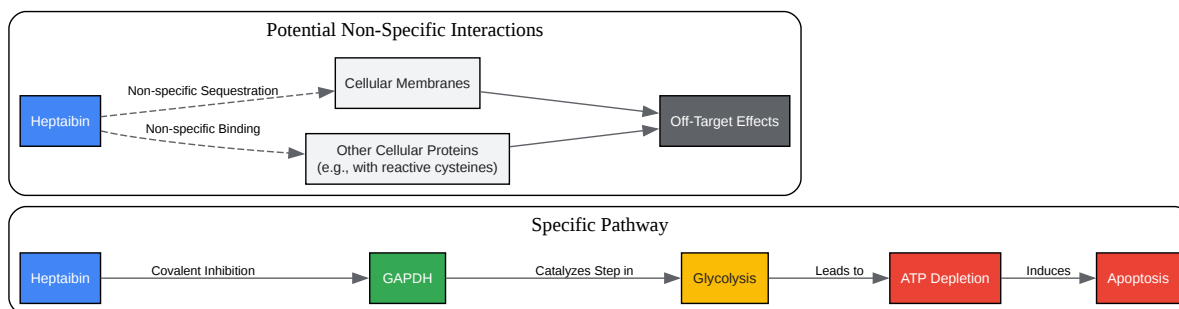 Potential Non-Specific Interactions
Heptaibin
Non-specific Sequestration
Non-specific Binding
Cellular Membranes
Other Cellular Proteins
(e.g., with reactive cysteines)
Off-Target Effects
Specific Pathway
Heptaibin
Covalent Inhibition
GAPDH
Catalyzes Step in
Glycolysis
Leads to
ATP Depletion
Induces
Apoptosis